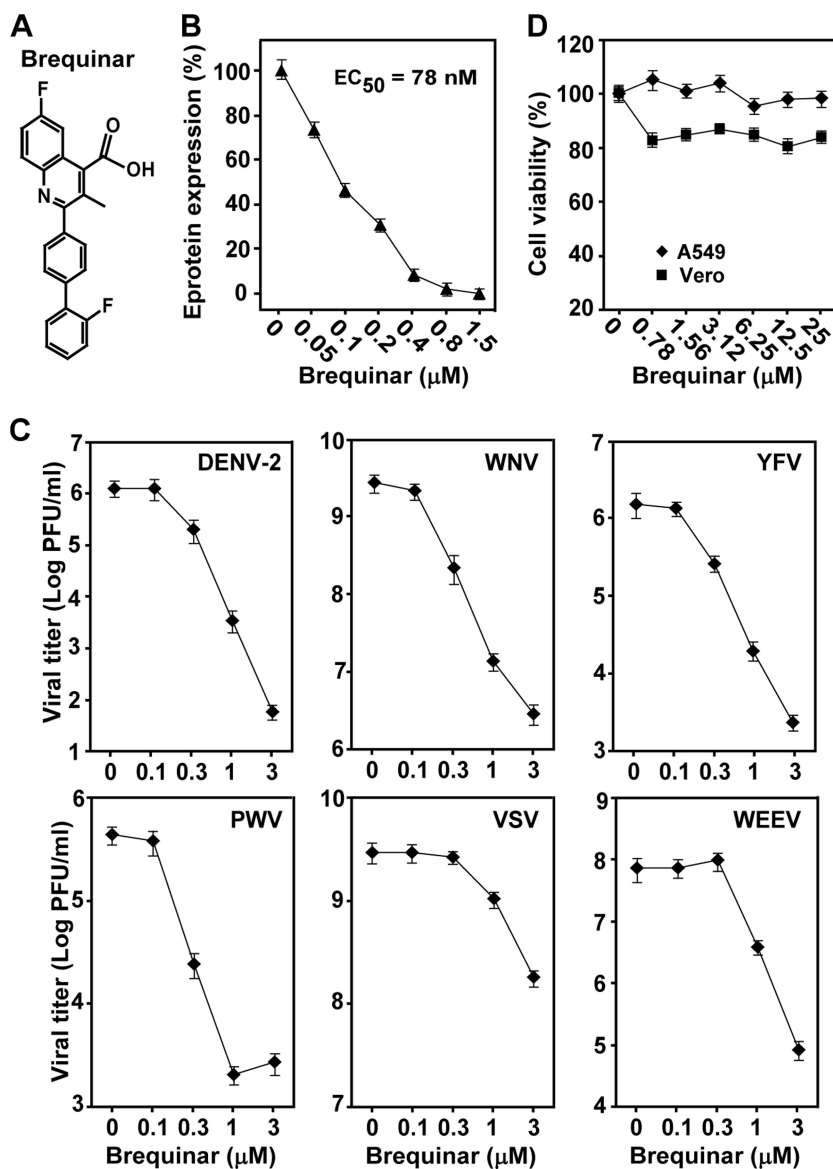 A
Brequinar
F
O
OH
N
F
B
Eprotein expression (%)
EC50 = 78 nM
100
80
60
40
20
0
0
0.05
0.1
0.2
0.4
0.8
1.5
Brequinar (μM)
D
Cell viability (%)
120
100
80
60
40
20
A549
Vero
0
0.78
1.56
3.12
6.25
12.5
25
Brequinar (μM)
C
Viral titer (Log PFU/ml)
DENV-2
7
6
5
4
3
2
1
0 0.1 0.3 1 3
WNV
10
9
8
7
6
0 0.1 0.3 1 3
YFV
7
6
5
4
3
0 0.1 0.3 1 3
Viral titer (Log PFU/ml)
PWV
6
5
4
3
0 0.1 0.3 1 3
Brequinar (μM)
VSV
10
9
8
7
0 0.1 0.3 1 3
Brequinar (μM)
WEEV
9
8
7
6
5
4
0 0.1 0.3 1 3
Brequinar (μM)